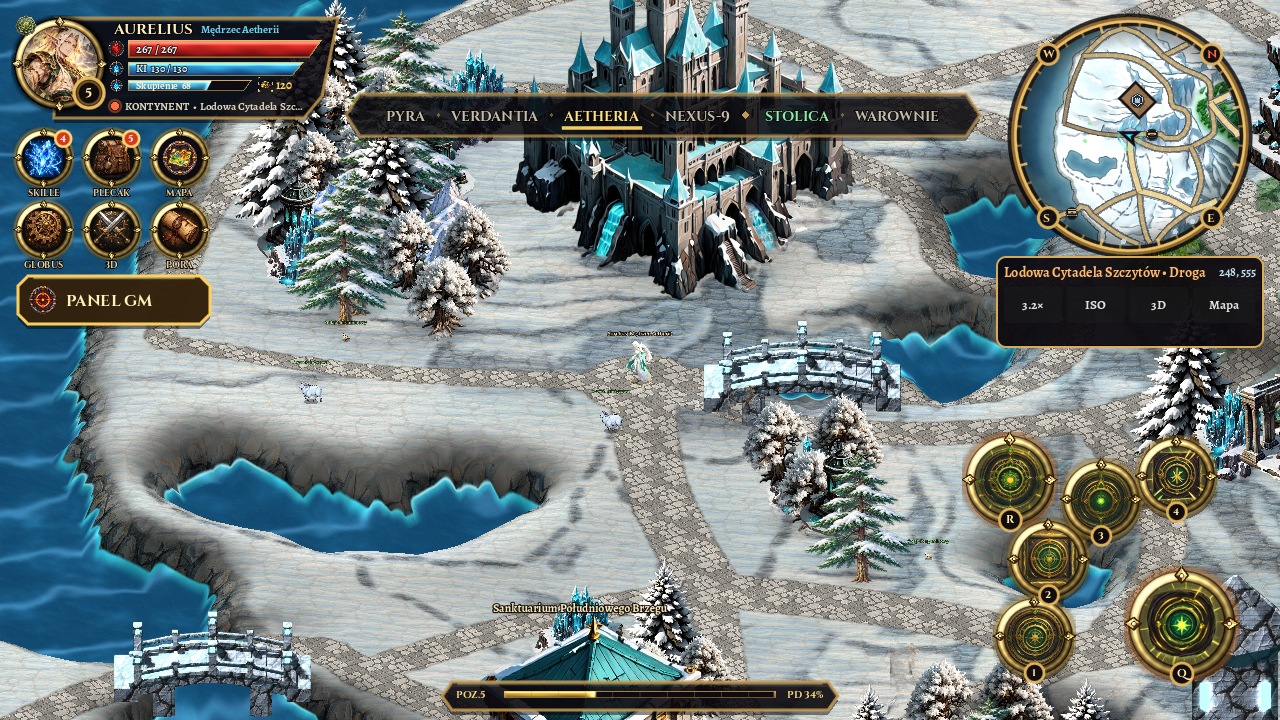 AURELIUS Mędrzec Aetherii
267 / 267
KI 130/130
Skupienie 68
120
5
KONTYNENT • Lodowa Cytadela Szc...
PYRA VERDANTIA AETHERIA NEXUS-9 STOLICA WAROWNIE
4
5
SKILLE PLECAK MAPA
GLOBUS 3D PORA
PANEL GM
W N
S E
Lodowa Cytadela Szczytów • Droga 248,555
3.2× ISO 3D Mapa
R
4
3
2
1
Q
Sanktuarium Południowego Brzegu
POZ.5 PD 34%